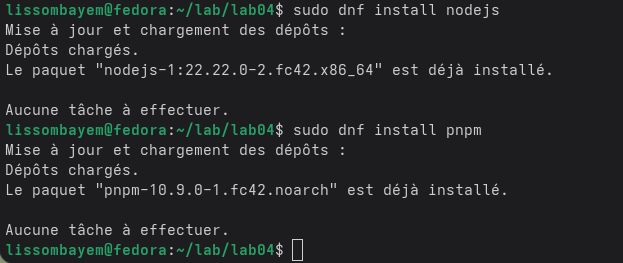 lissombayem@fedora:~/lab/lab04$ sudo dnf install nodejs
Mise à jour et chargement des dépôts :
Dépôts chargés.
Le paquet "nodejs-1:22.22.0-2.fc42.x86_64" est déjà installé.

Aucune tâche à effectuer.
lissombayem@fedora:~/lab/lab04$ sudo dnf install pnpm
Mise à jour et chargement des dépôts :
Dépôts chargés.
Le paquet "pnpm-10.9.0-1.fc42.noarch" est déjà installé.

Aucune tâche à effectuer.
lissombayem@fedora:~/lab/lab04$